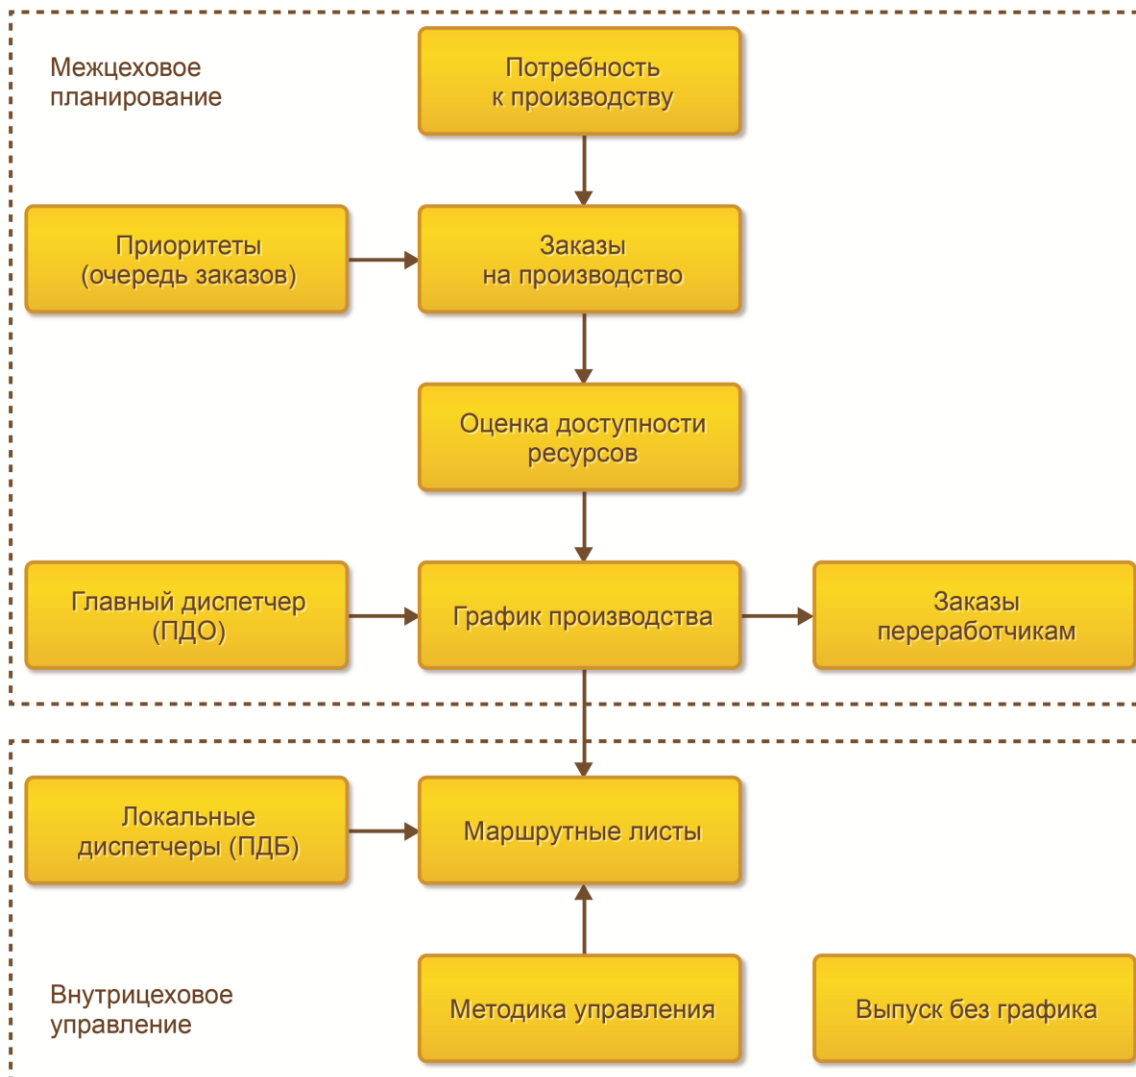 Межцеховое
планирование
Потребность
к производству
Приоритеты
(очередь заказов)
Заказы
на производство
Оценка доступности
ресурсов
Главный диспетчер
(ПДО)
График производства
Заказы
переработчикам
Локальные
диспетчеры (ПДБ)
Маршрутные листы
Внутрицеховое
управление
Методика управления
Выпуск без графика